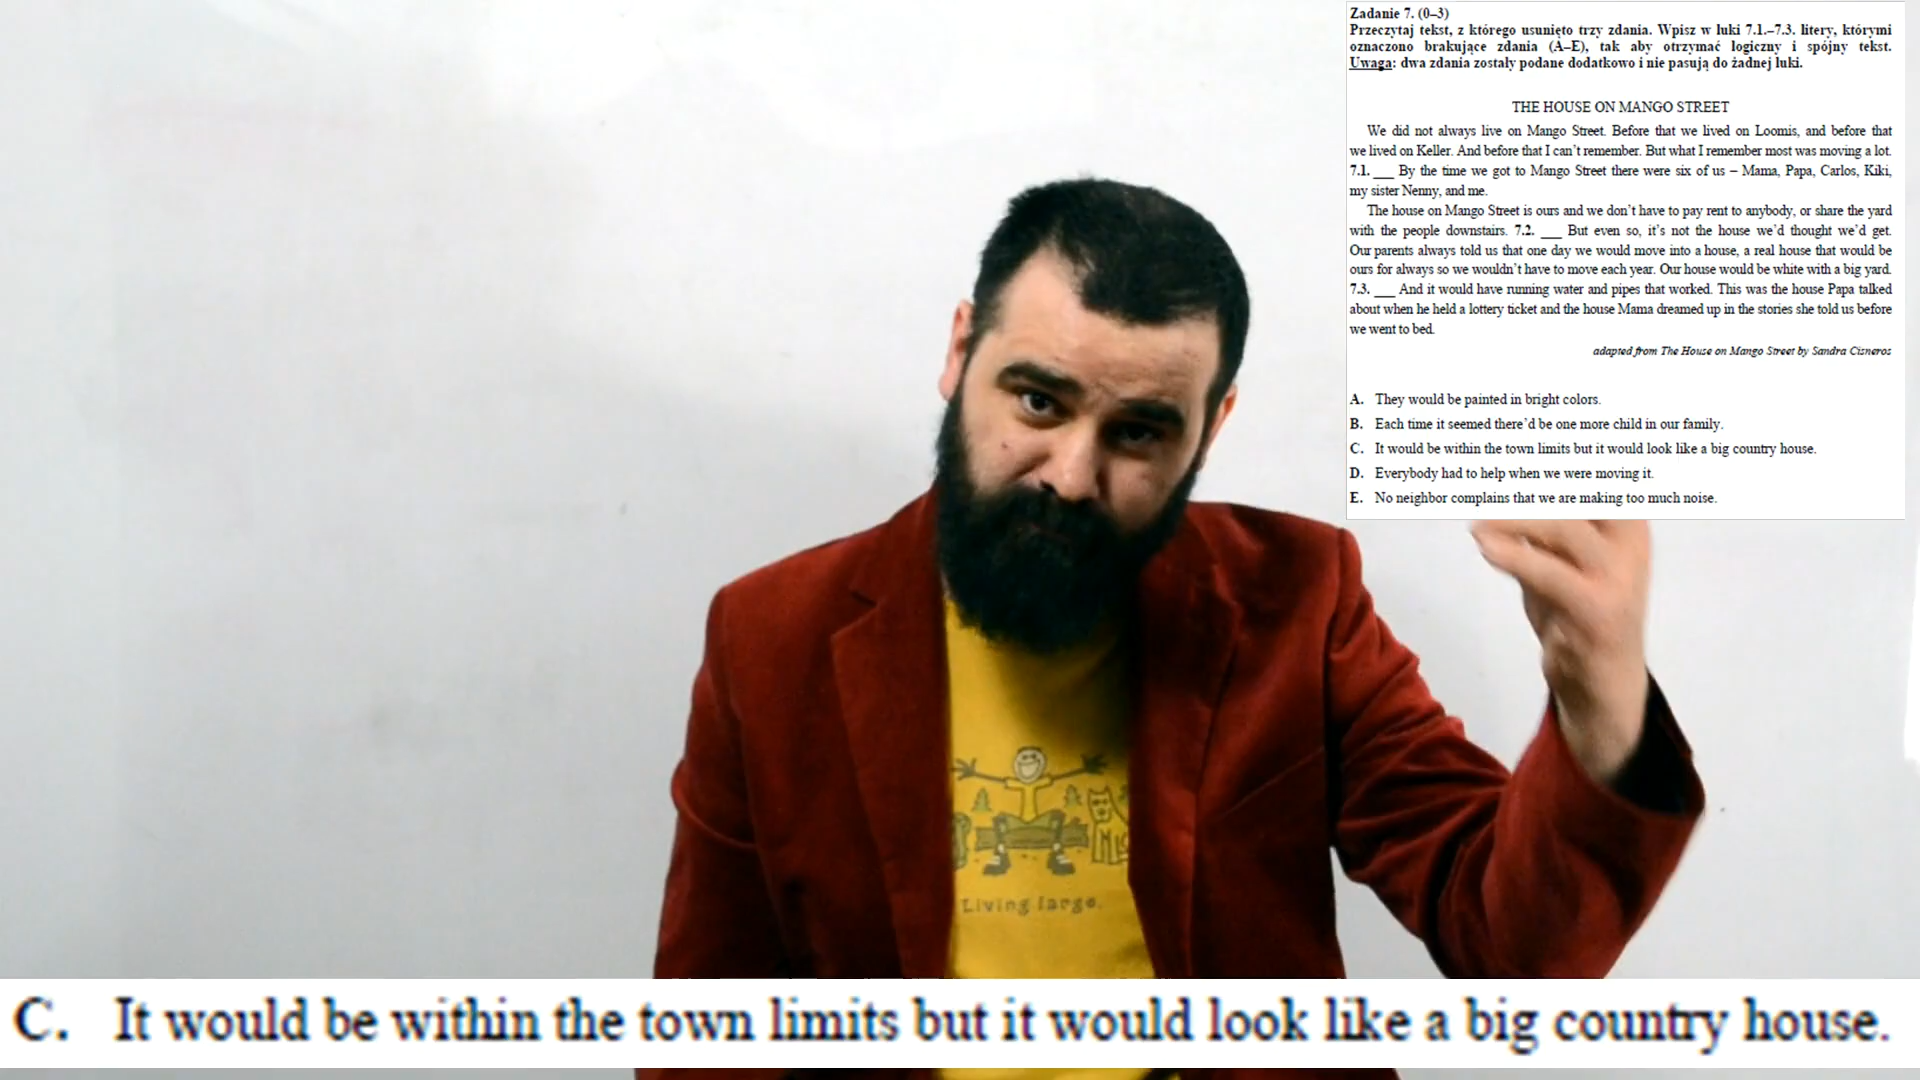 Zadanie 7. (0–3)
Przeczytaj tekst, z którego usunięto trzy zdania. Wpisz w luki 7.1.–7.3. litery, którymi
oznaczono brakujące zdania (A–E), tak aby otrzymać logiczny i spójny tekst.
Uwaga: dwa zdania zostały podane dodatkowo i nie pasują do żadnej luki.
THE HOUSE ON MANGO STREET
We did not always live on Mango Street. Before that we lived on Loomis, and before that
we lived on Keller. And before that I can't remember. But what I remember most was moving a lot.
7.1. ___ By the time we got to Mango Street there were six of us – Mama, Papa, Carlos, Kiki,
my sister Nenny, and me.
The house on Mango Street is ours and we don't have to pay rent to anybody, or share the yard
with the people downstairs. 7.2. ___ But even so, it's not the house we'd thought we'd get.
Our parents always told us that one day we would move into a house, a real house that would be
ours for always so we wouldn't have to move each year. Our house would be white with a big yard.
7.3. ___ And it would have running water and pipes that worked. This was the house Papa talked
about when he held a lottery ticket and the house Mama dreamed up in the stories she told us before
we went to bed.
adapted from The House on Mango Street by Sandra Cisneros
A. They would be painted in bright colors.
B. Each time it seemed there'd be one more child in our family.
C. It would be within the town limits but it would look like a big country house.
D. Everybody had to help when we were moving it.
E. No neighbor complains that we are making too much noise.
Living large.
C. It would be within the town limits but it would look like a big country house.